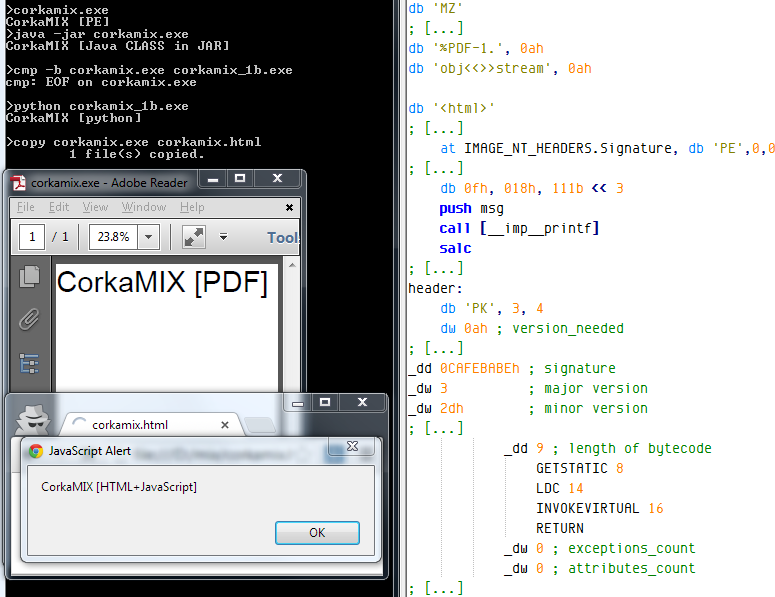 >corkamix.exe
CorkaMIX [PE]
>java -jar corkamix.exe
CorkaMIX [Java CLASS in JAR]
>cmp -b corkamix.exe corkamix_1b.exe
cmp: EOF on corkamix.exe
>python corkamix_1b.exe
CorkaMIX [python]
>copy corkamix.exe corkamix.html
        1 file(s) copied.
corkamix.exe - Adobe Reader
File Edit View Window Help
1 / 1 23.8% Tool
CorkaMIX [PDF]
corkamix.html
JavaScript Alert
CorkaMIX [HTML+JavaScript]
OK
db 'MZ'
; [...]
db '%PDF-1.', 0ah
db 'obj<<>>stream', 0ah
db '<html>'
; [...]
    at IMAGE_NT_HEADERS.Signature, db 'PE',0,0
; [...]
    db 0fh, 018h, 111b << 3
    push msg
    call [__imp__printf]
    salc
; [...]
header:
    db 'PK', 3, 4
    dw 0ah ; version_needed
; [...]
_dd 0CAFEBABEh ; signature
_dw 3          ; major version
_dw 2dh        ; minor version
; [...]
            _dd 9 ; length of bytecode
                GETSTATIC 8
                LDC 14
                INVOKEVIRTUAL 16
                RETURN
            _dw 0 ; exceptions_count
            _dw 0 ; attributes_count
; [...]